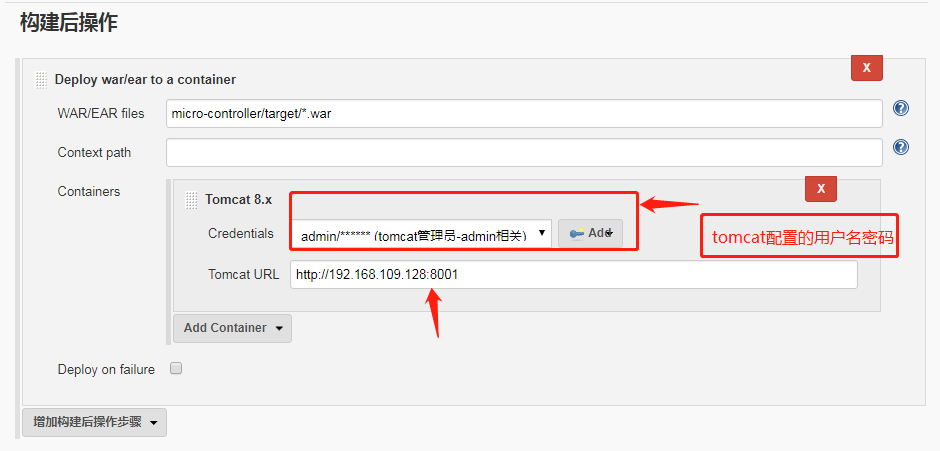 构建后操作
Deploy war/ear to a container
X
WAR/EAR files
micro-controller/target/*.war
Context path
Containers
Tomcat 8.x
X
Credentials
admin/****** (tomcat管理员-admin相关)
Add
tomcat配置的用户名密码
Tomcat URL
http://192.168.109.128:8001
Add Container
Deploy on failure
增加构建后操作步骤